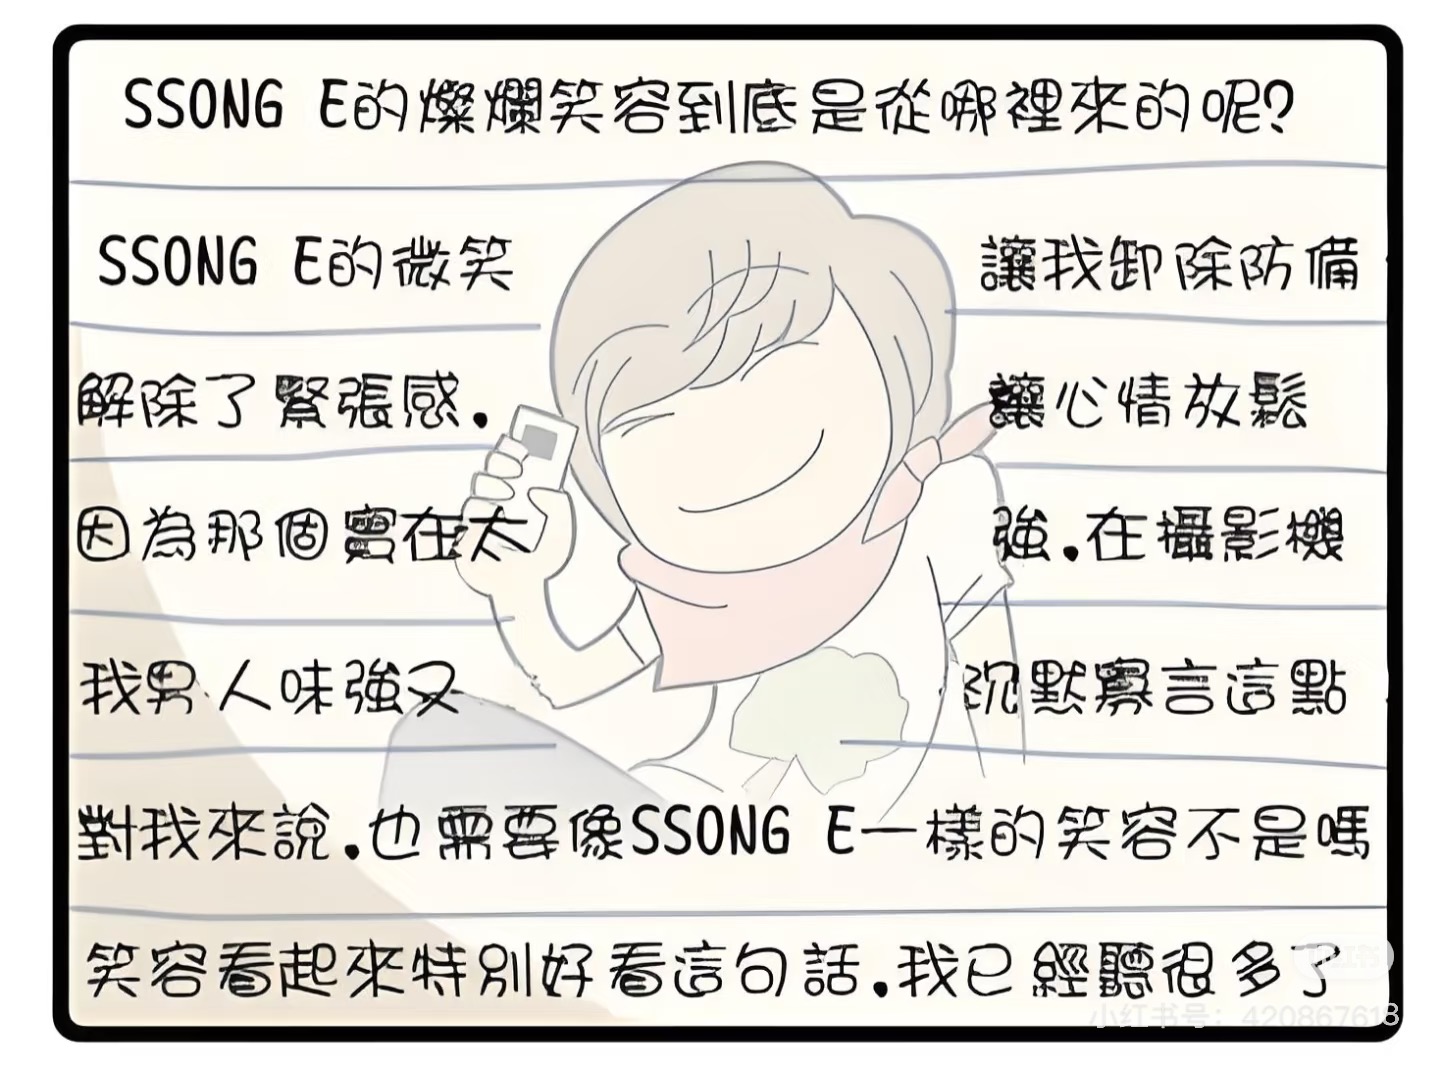 SSONG E的燦爛笑容到底是從哪裡來的呢?
SSONG E的微笑 讓我卸除防備
解除了緊張感. 讓心情放鬆
因為那個實在太 強.在攝影機
我男人味強又 沉默寡言這點
對我來說.也需要像SSONG E一樣的笑容不是嗎
笑容看起來特別好看這句話.我已經聽很多了
小红书
小红书号：420867618